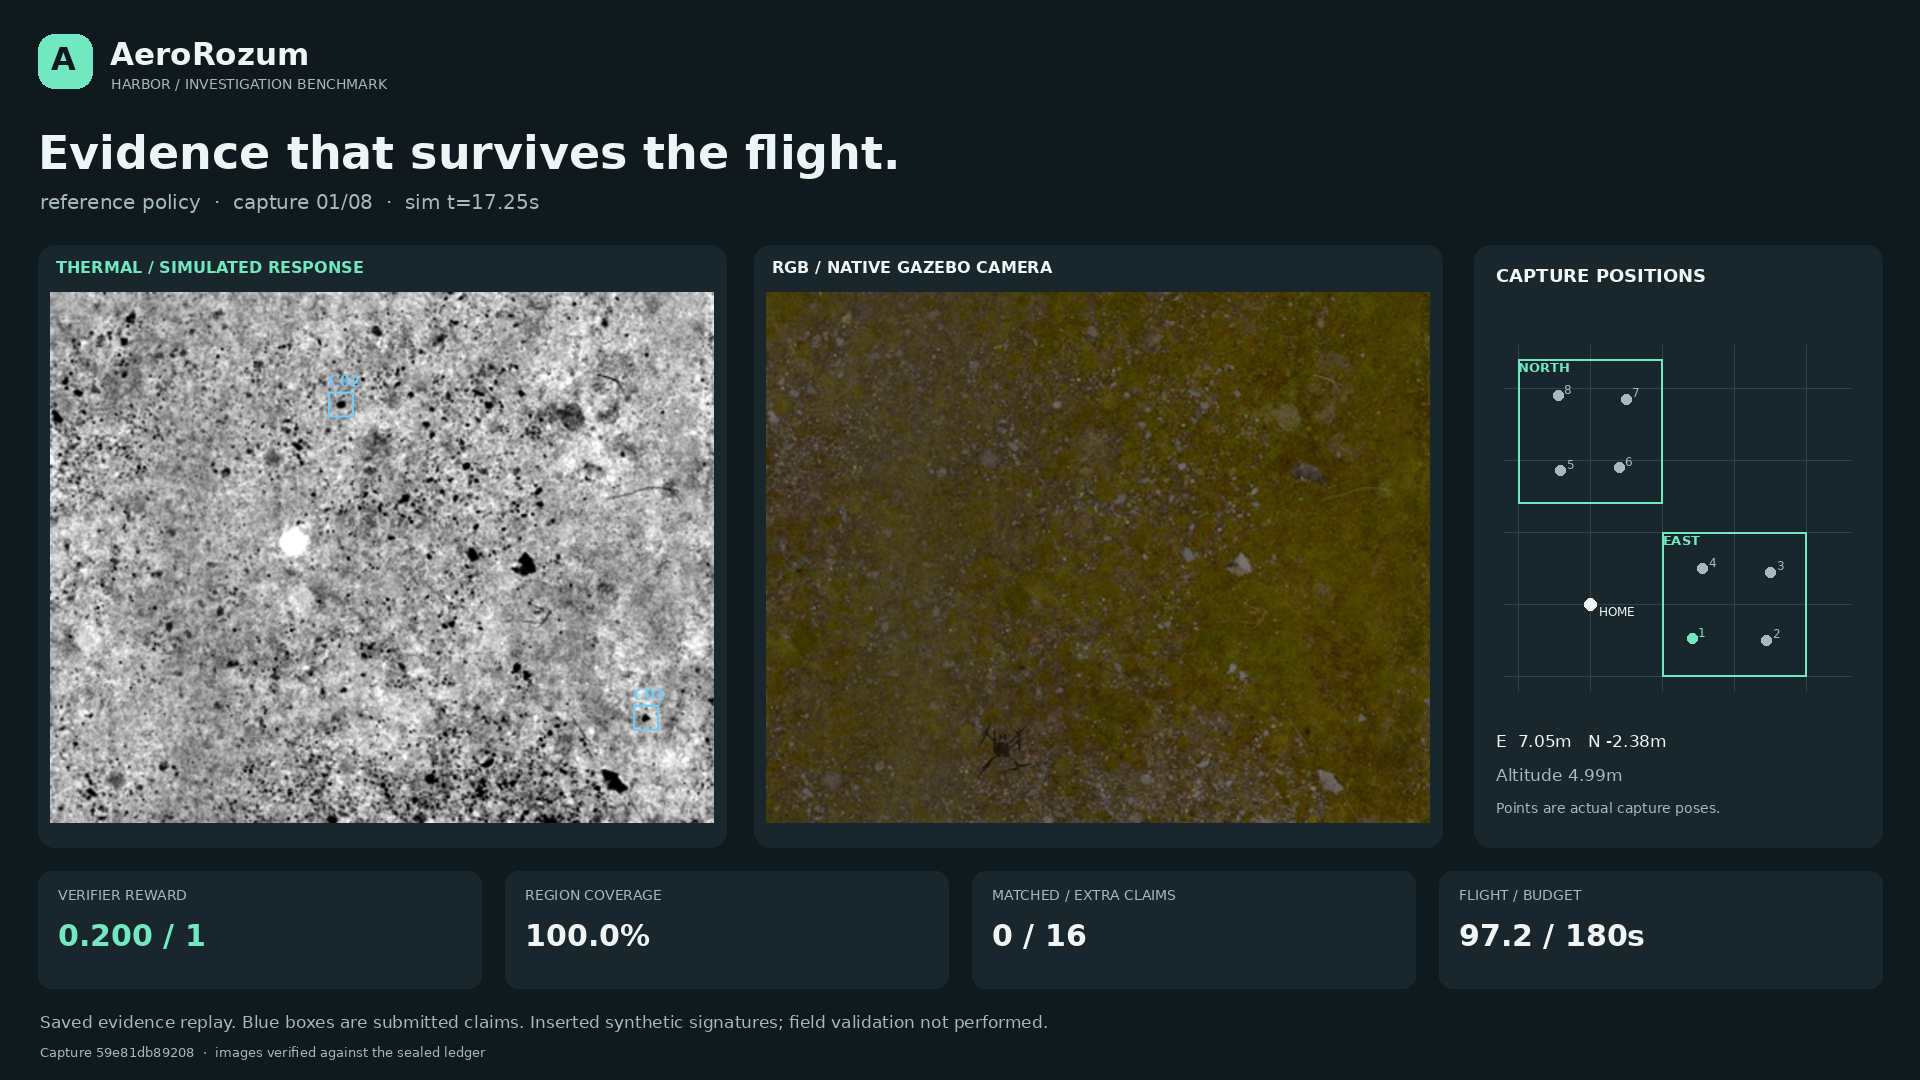 A
AeroRozum
HARBOR / INVESTIGATION BENCHMARK
Evidence that survives the flight.
reference policy · capture 01/08 · sim t=17.25s
THERMAL / SIMULATED RESPONSE
C02
C01
RGB / NATIVE GAZEBO CAMERA
CAPTURE POSITIONS
NORTH
8
7
5
6
EAST
4
3
HOME
1
2
E 7.05m N -2.38m
Altitude 4.99m
Points are actual capture poses.
VERIFIER REWARD
0.200 / 1
REGION COVERAGE
100.0%
MATCHED / EXTRA CLAIMS
0 / 16
FLIGHT / BUDGET
97.2 / 180s
Saved evidence replay. Blue boxes are submitted claims. Inserted synthetic signatures; field validation not performed.
Capture 59e81db89208 · images verified against the sealed ledger